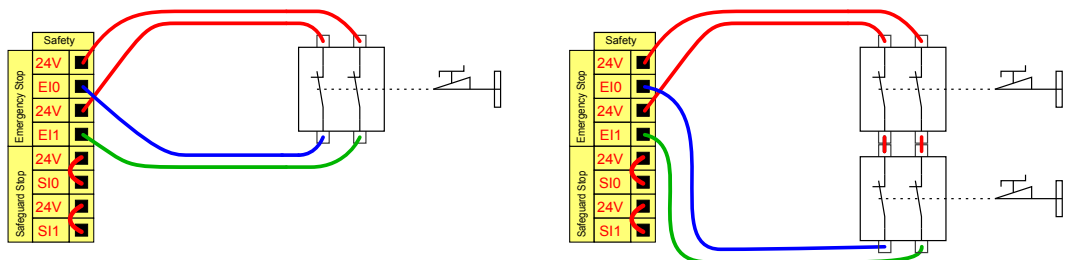 Safety
Emergency Stop
24V
EI0
24V
EI1
Safeguard Stop
24V
SI0
24V
SI1
Safety
Emergency Stop
24V
EI0
24V
EI1
Safeguard Stop
24V
SI0
24V
SI1